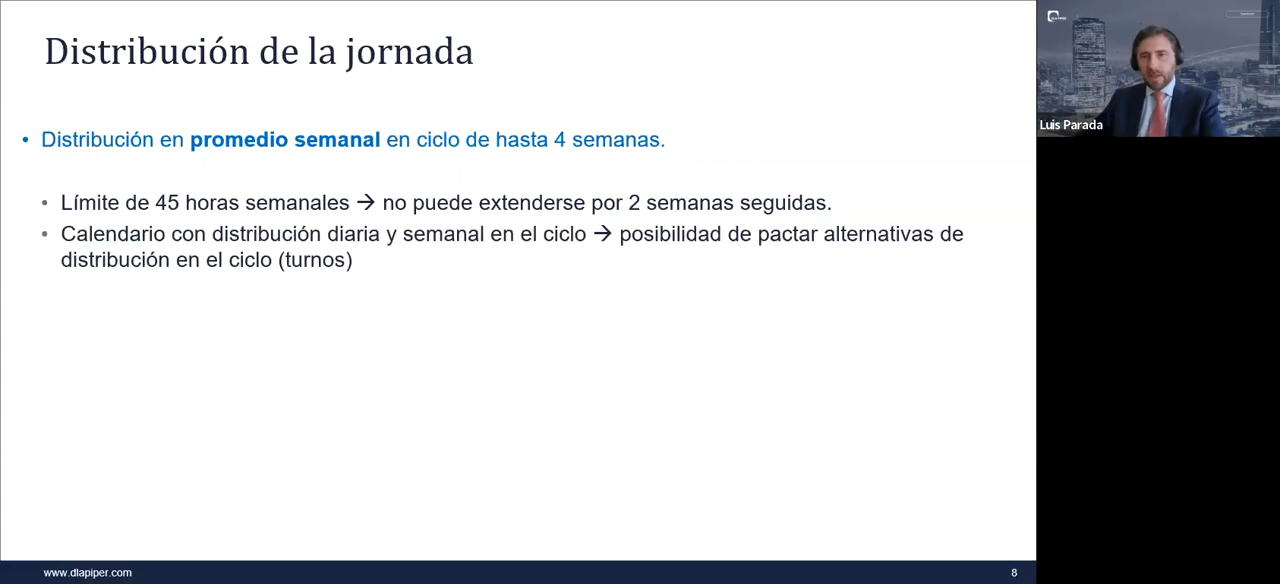 Distribución de la jornada
• Distribución en promedio semanal en ciclo de hasta 4 semanas.
• Límite de 45 horas semanales → no puede extenderse por 2 semanas seguidas.
• Calendario con distribución diaria y semanal en el ciclo → posibilidad de pactar alternativas de
distribución en el ciclo (turnos)
www.dlapiper.com
8
DLA PIPER
Luis Parada